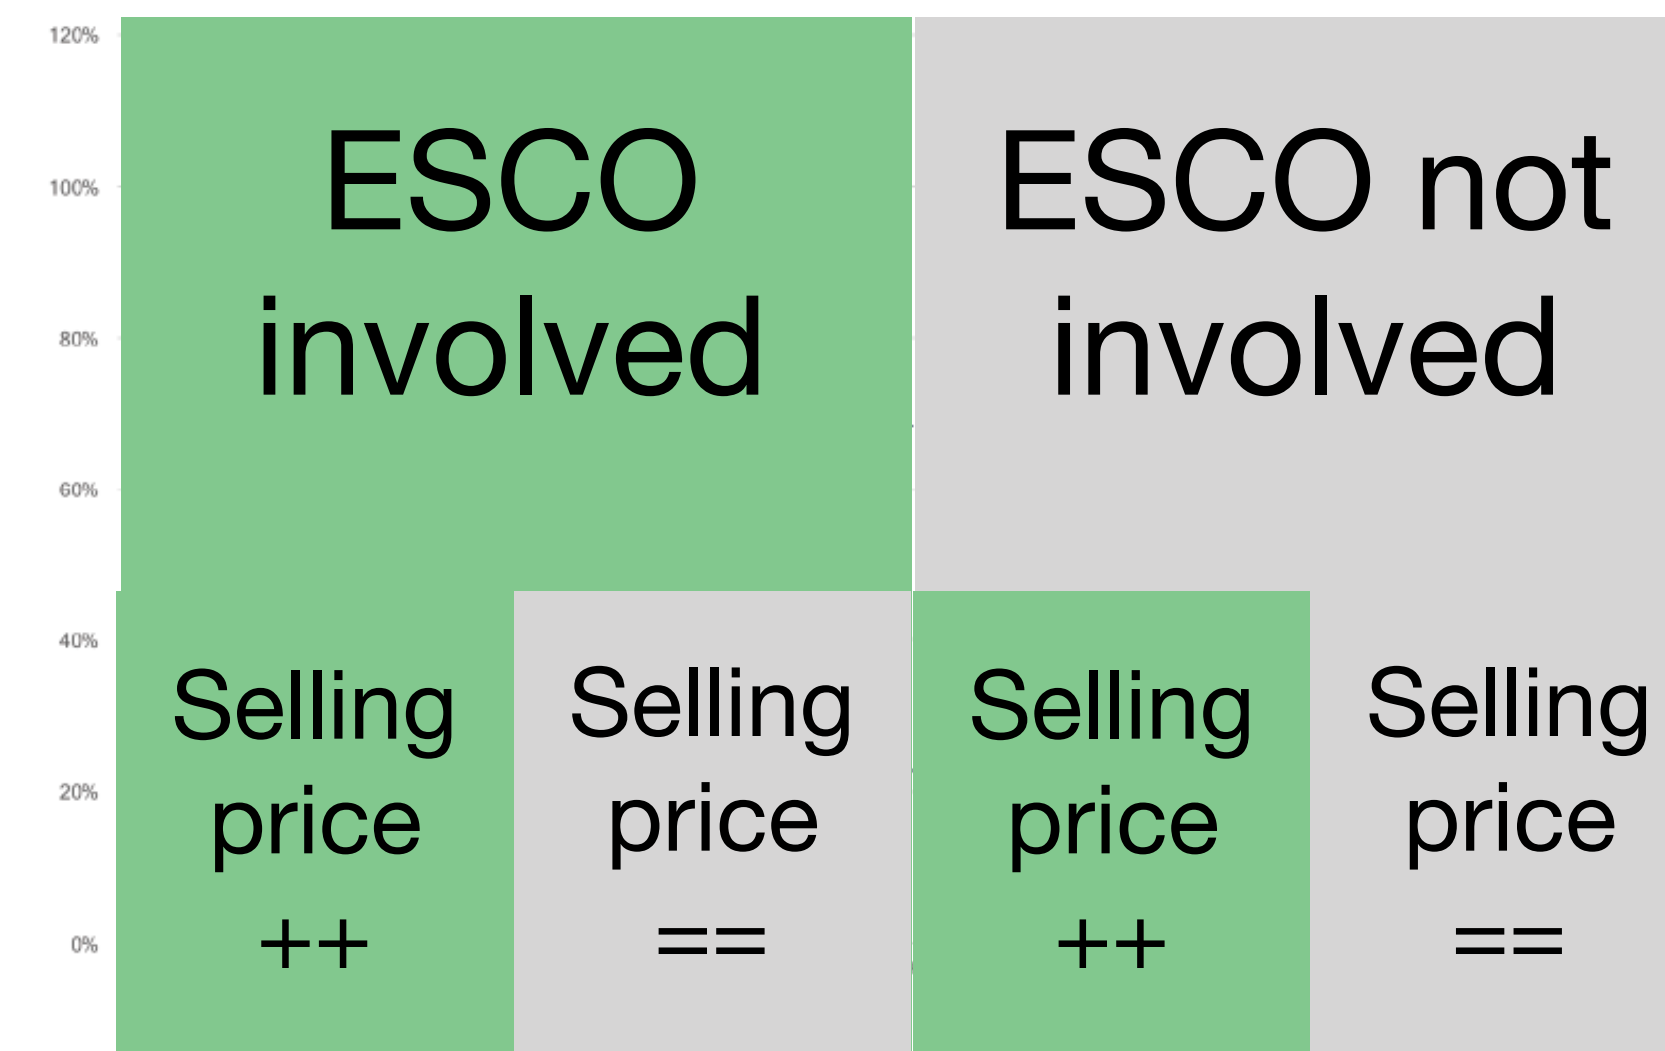 120%
100%
80%
60%
40%
20%
0%
ESCO
involved
ESCO not
involved
Selling
price
++
Selling
price
==
Selling
price
++
Selling
price
==